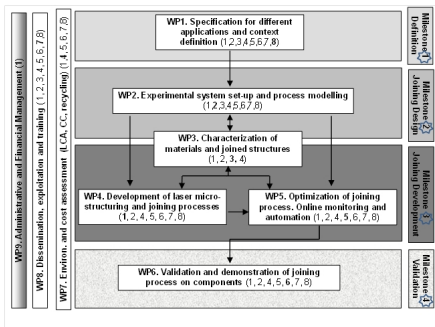 WP9. Administrative and Financial Management (1)
WP8. Dissemination, exploitation and training (1, 2, 3, 4, 5, 6, 7,8)
WP7. Environ. and cost assessment (LCA, CC, recycling) (1,4, 5, 6, 7, 8)
WP1. Specification for different
applications and context
definition (1,2,3,4,5,6,7,8)
WP2. Experimental system set-up and process modelling
(1,2,3,4,5,6,7,8)
WP3. Characterization of
materials and joined structures
(1, 2, 3, 4)
WP4. Development of laser micro-
structuring and joining processes
(1, 2, 4, 5, 6, 7, 8)
WP5. Optimization of joining
process. Online monitoring and
automation (1, 2, 4, 5, 6, 7, 8)
WP6. Validation and demonstration of joining
process on components (1, 2, 4, 5, 6, 7, 8)
Milestone 1
Definition
Milestone 2
Joining Design
Milestone 3
Joining Development
Milestone 4
Validation